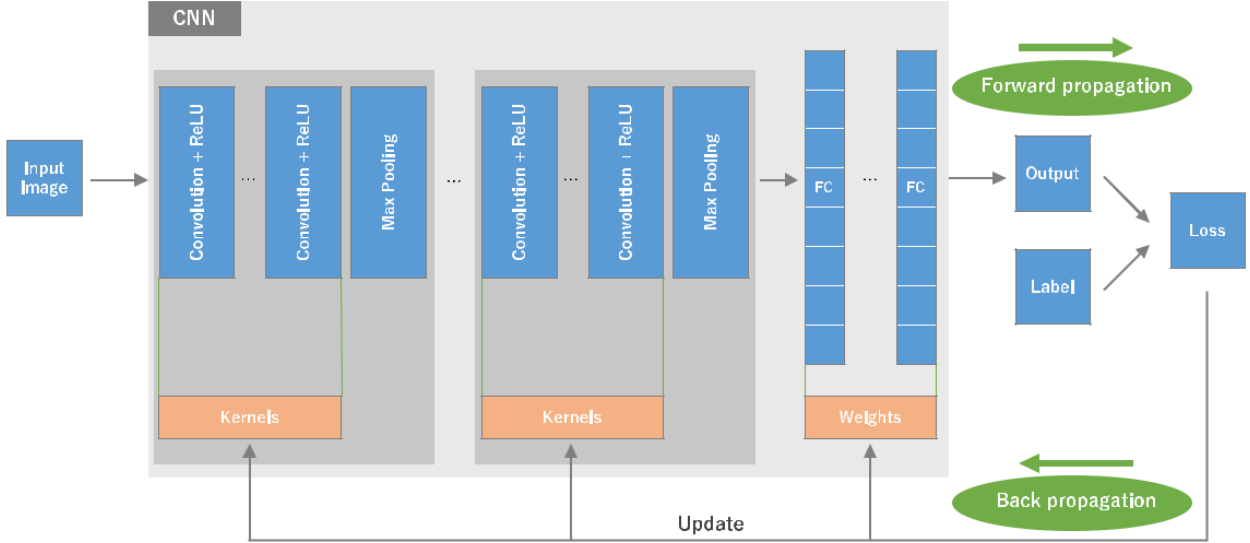 CNN
Forward propagation
Input
Image
Convolution + ReLU
...
Convolution + ReLU
Max Pooling
...
Convolution + ReLU
...
Convolution + ReLU
Max Pooling
FC
...
FC
Output
Label
Loss
Kernels
Kernels
Weights
Back propagation
Update